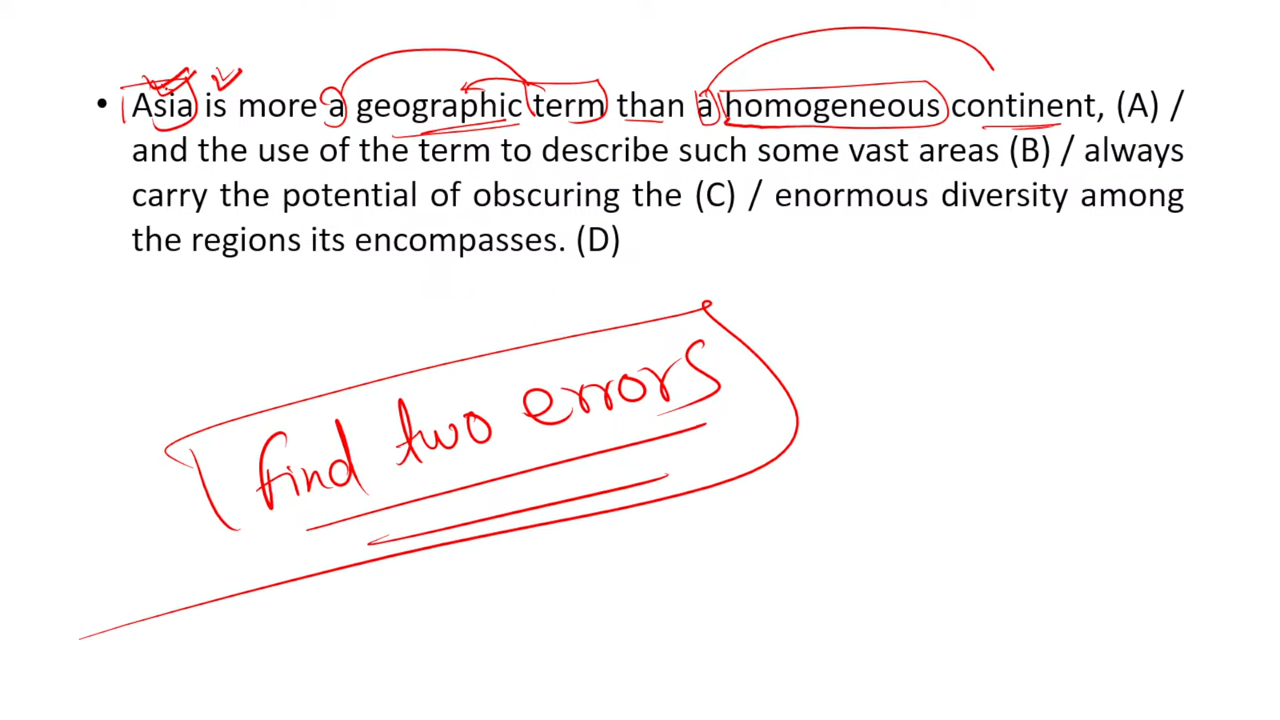 • Asia is more a geographic term than a homogeneous continent, (A) /
and the use of the term to describe such some vast areas (B) / always
carry the potential of obscuring the (C) / enormous diversity among
the regions its encompasses. (D)
find two errors